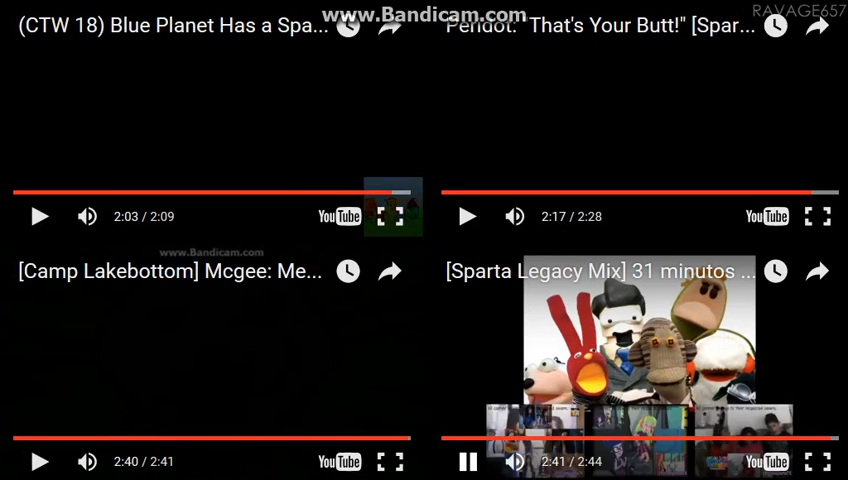 www.Bandicam.com
RAVAGE657
(CTW 18) Blue Planet Has a Spa...
Peridot: "That's Your Butt!" [Spar...
2:03 / 2:09
YouTube
2:17 / 2:28
YouTube
www.Bandicam.com
[Camp Lakebottom] Mcgee: Me...
[Sparta Legacy Mix] 31 minutos ...
2:40 / 2:41
YouTube
2:41 / 2:44
YouTube